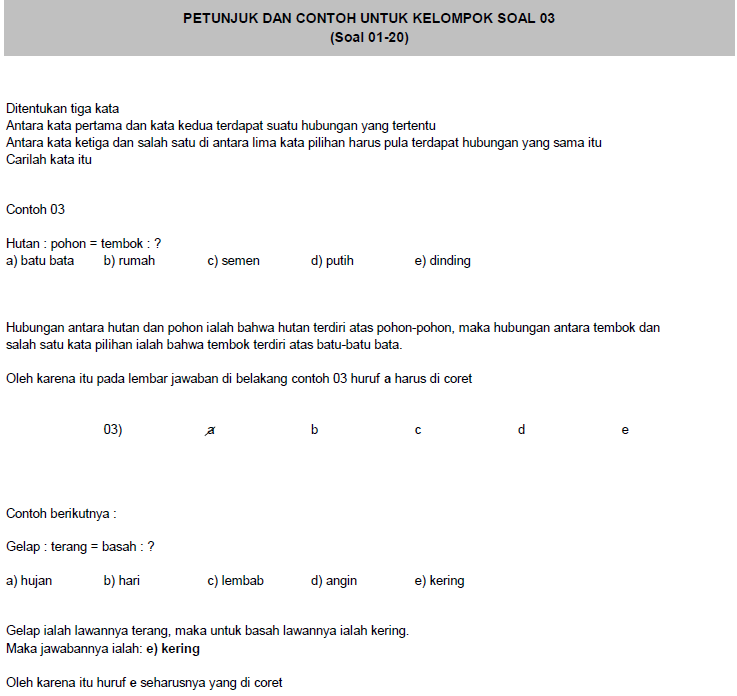 PETUNJUK DAN CONTOH UNTUK KELOMPOK SOAL 03
(Soal 01-20)
Ditentukan tiga kata
Antara kata pertama dan kata kedua terdapat suatu hubungan yang tertentu
Antara kata ketiga dan salah satu di antara lima kata pilihan harus pula terdapat hubungan yang sama itu
Carilah kata itu
Contoh 03
Hutan : pohon = tembok : ?
a) batu bata b) rumah c) semen d) putih e) dinding
Hubungan antara hutan dan pohon ialah bahwa hutan terdiri atas pohon-pohon, maka hubungan antara tembok dan
salah satu kata pilihan ialah bahwa tembok terdiri atas batu-batu bata.
Oleh karena itu pada lembar jawaban di belakang contoh 03 huruf a harus di coret
03) a b c d e
Contoh berikutnya :
Gelap : terang = basah : ?
a) hujan b) hari c) lembab d) angin e) kering
Gelap ialah lawannya terang, maka untuk basah lawannya ialah kering.
Maka jawabannya ialah: e) kering
Oleh karena itu huruf e seharusnya yang di coret